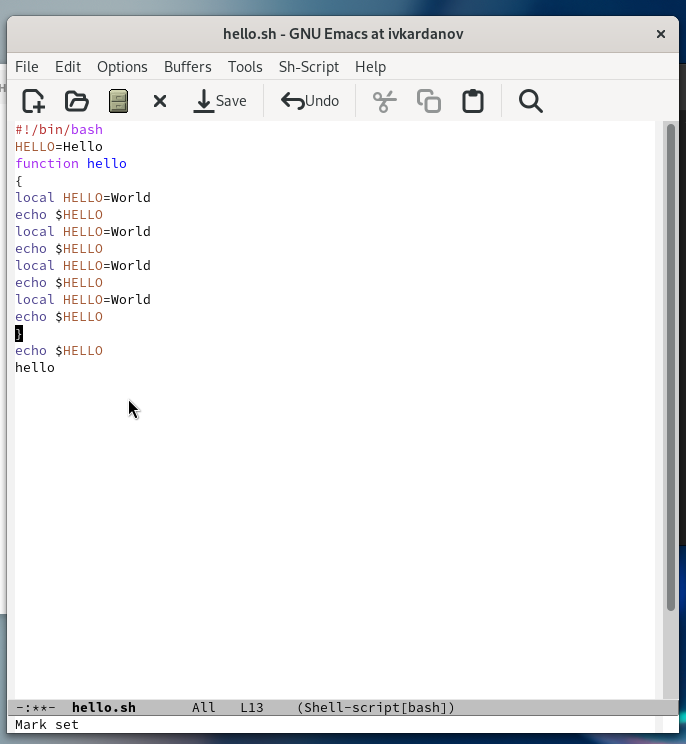 hello.sh - GNU Emacs at ivkardanov ×
File Edit Options Buffers Tools Sh-Script Help
Save Undo
#!/bin/bash
HELLO=Hello
function hello
{
local HELLO=World
echo $HELLO
local HELLO=World
echo $HELLO
local HELLO=World
echo $HELLO
local HELLO=World
echo $HELLO
}
echo $HELLO
hello
-:**- hello.sh All L13 (Shell-script[bash])
Mark set